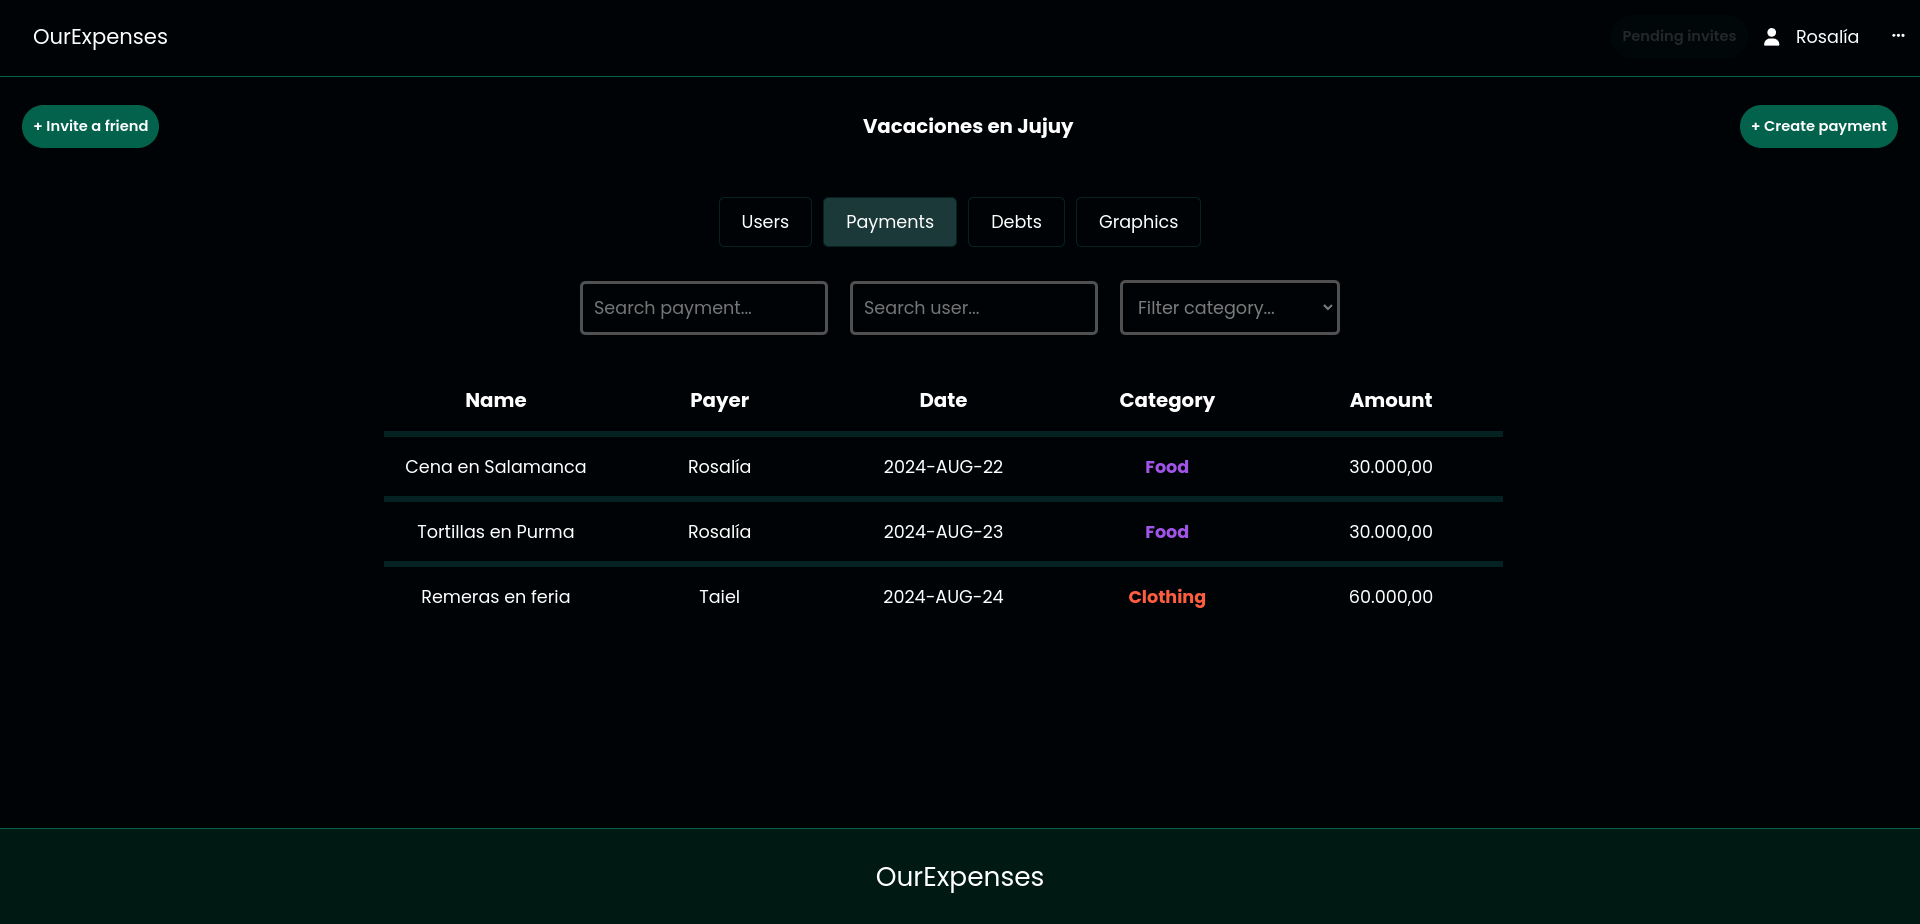 OurExpenses
Pending invites
Rosalía
...
+ Invite a friend
Vacaciones en Jujuy
+ Create payment
Users
Payments
Debts
Graphics
Search payment...
Search user...
Filter category...
Name Payer Date Category Amount
Cena en Salamanca Rosalía 2024-AUG-22 Food 30.000,00
Tortillas en Purma Rosalía 2024-AUG-23 Food 30.000,00
Remeras en feria Taiel 2024-AUG-24 Clothing 60.000,00
OurExpenses